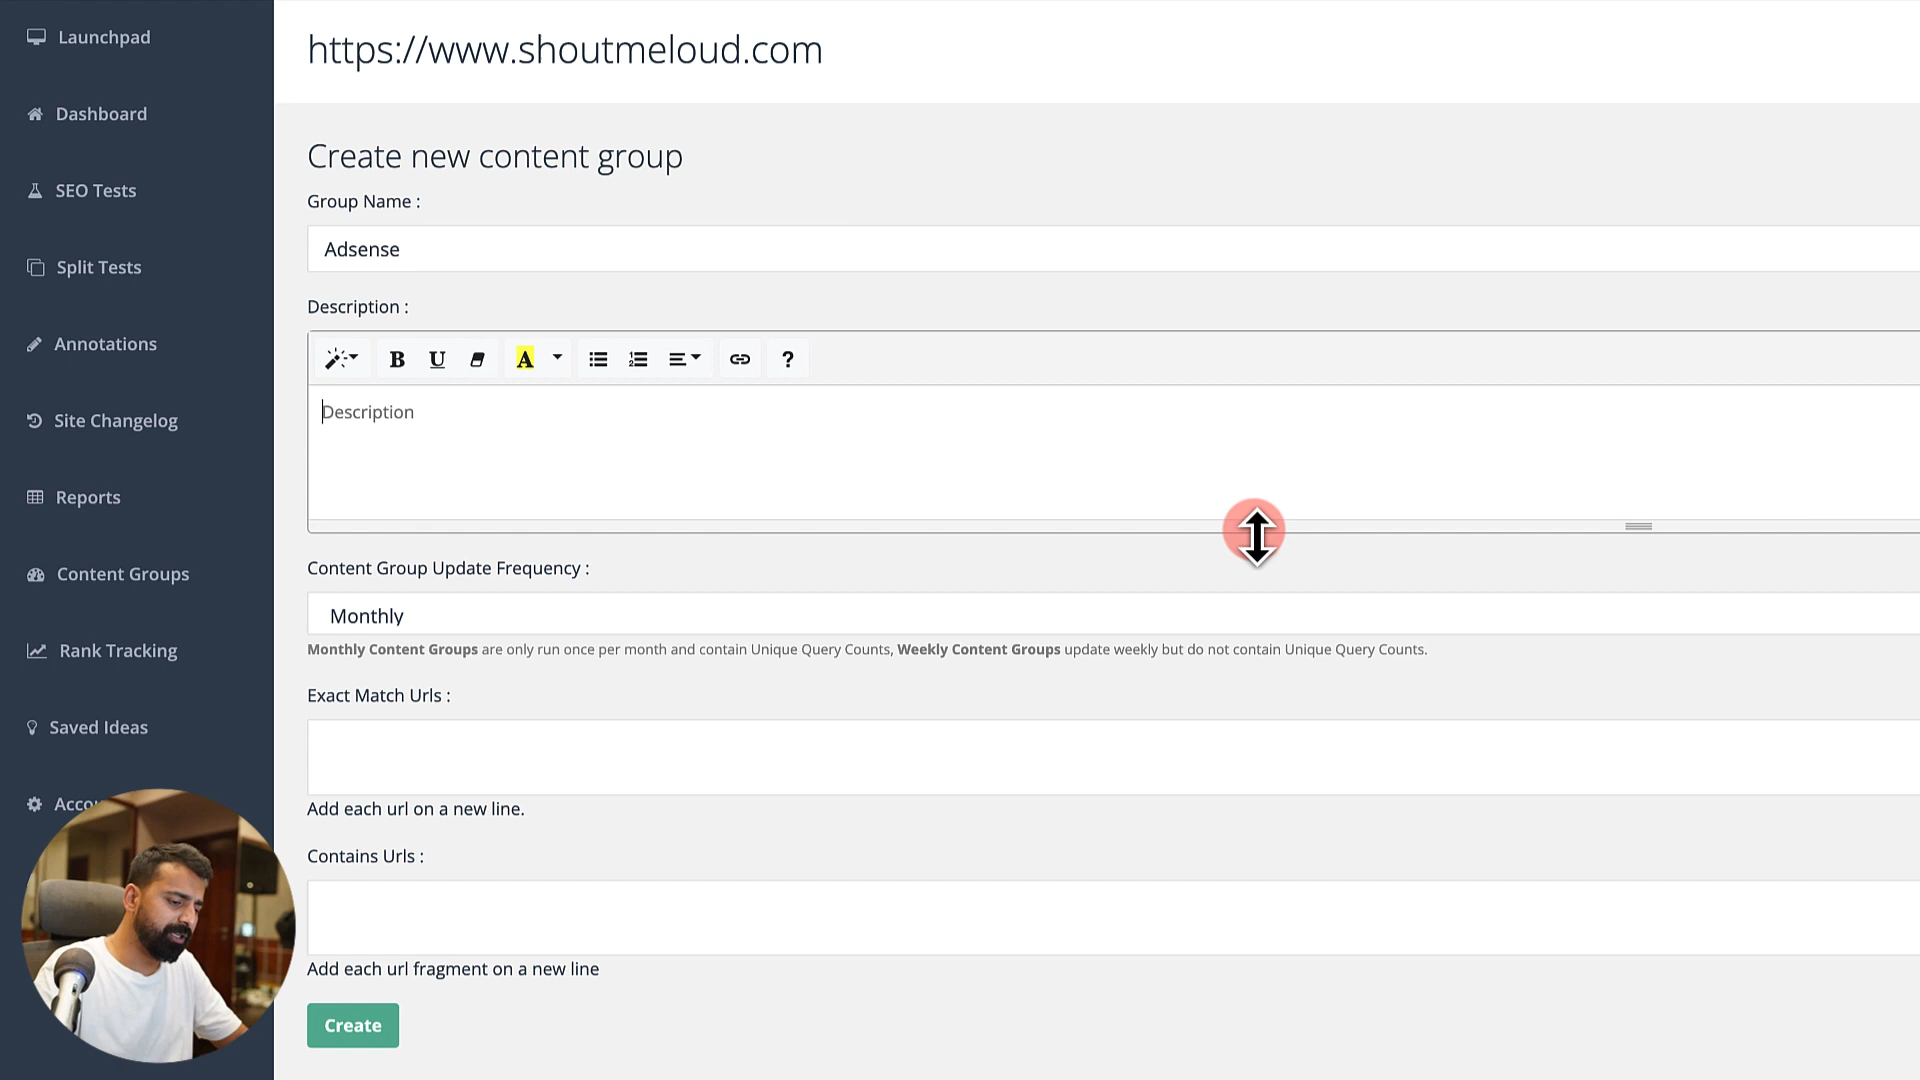 Launchpad
Dashboard
SEO Tests
Split Tests
Annotations
Site Changelog
Reports
Content Groups
Rank Tracking
Saved Ideas
https://www.shoutmeloud.com
Create new content group
Group Name :
Adsense
Description :
B U A ?
Description
Content Group Update Frequency :
Monthly
Monthly Content Groups are only run once per month and contain Unique Query Counts, Weekly Content Groups update weekly but do not contain Unique Query Counts.
Exact Match Urls :
Add each url on a new line.
Contains Urls :
Add each url fragment on a new line
Create